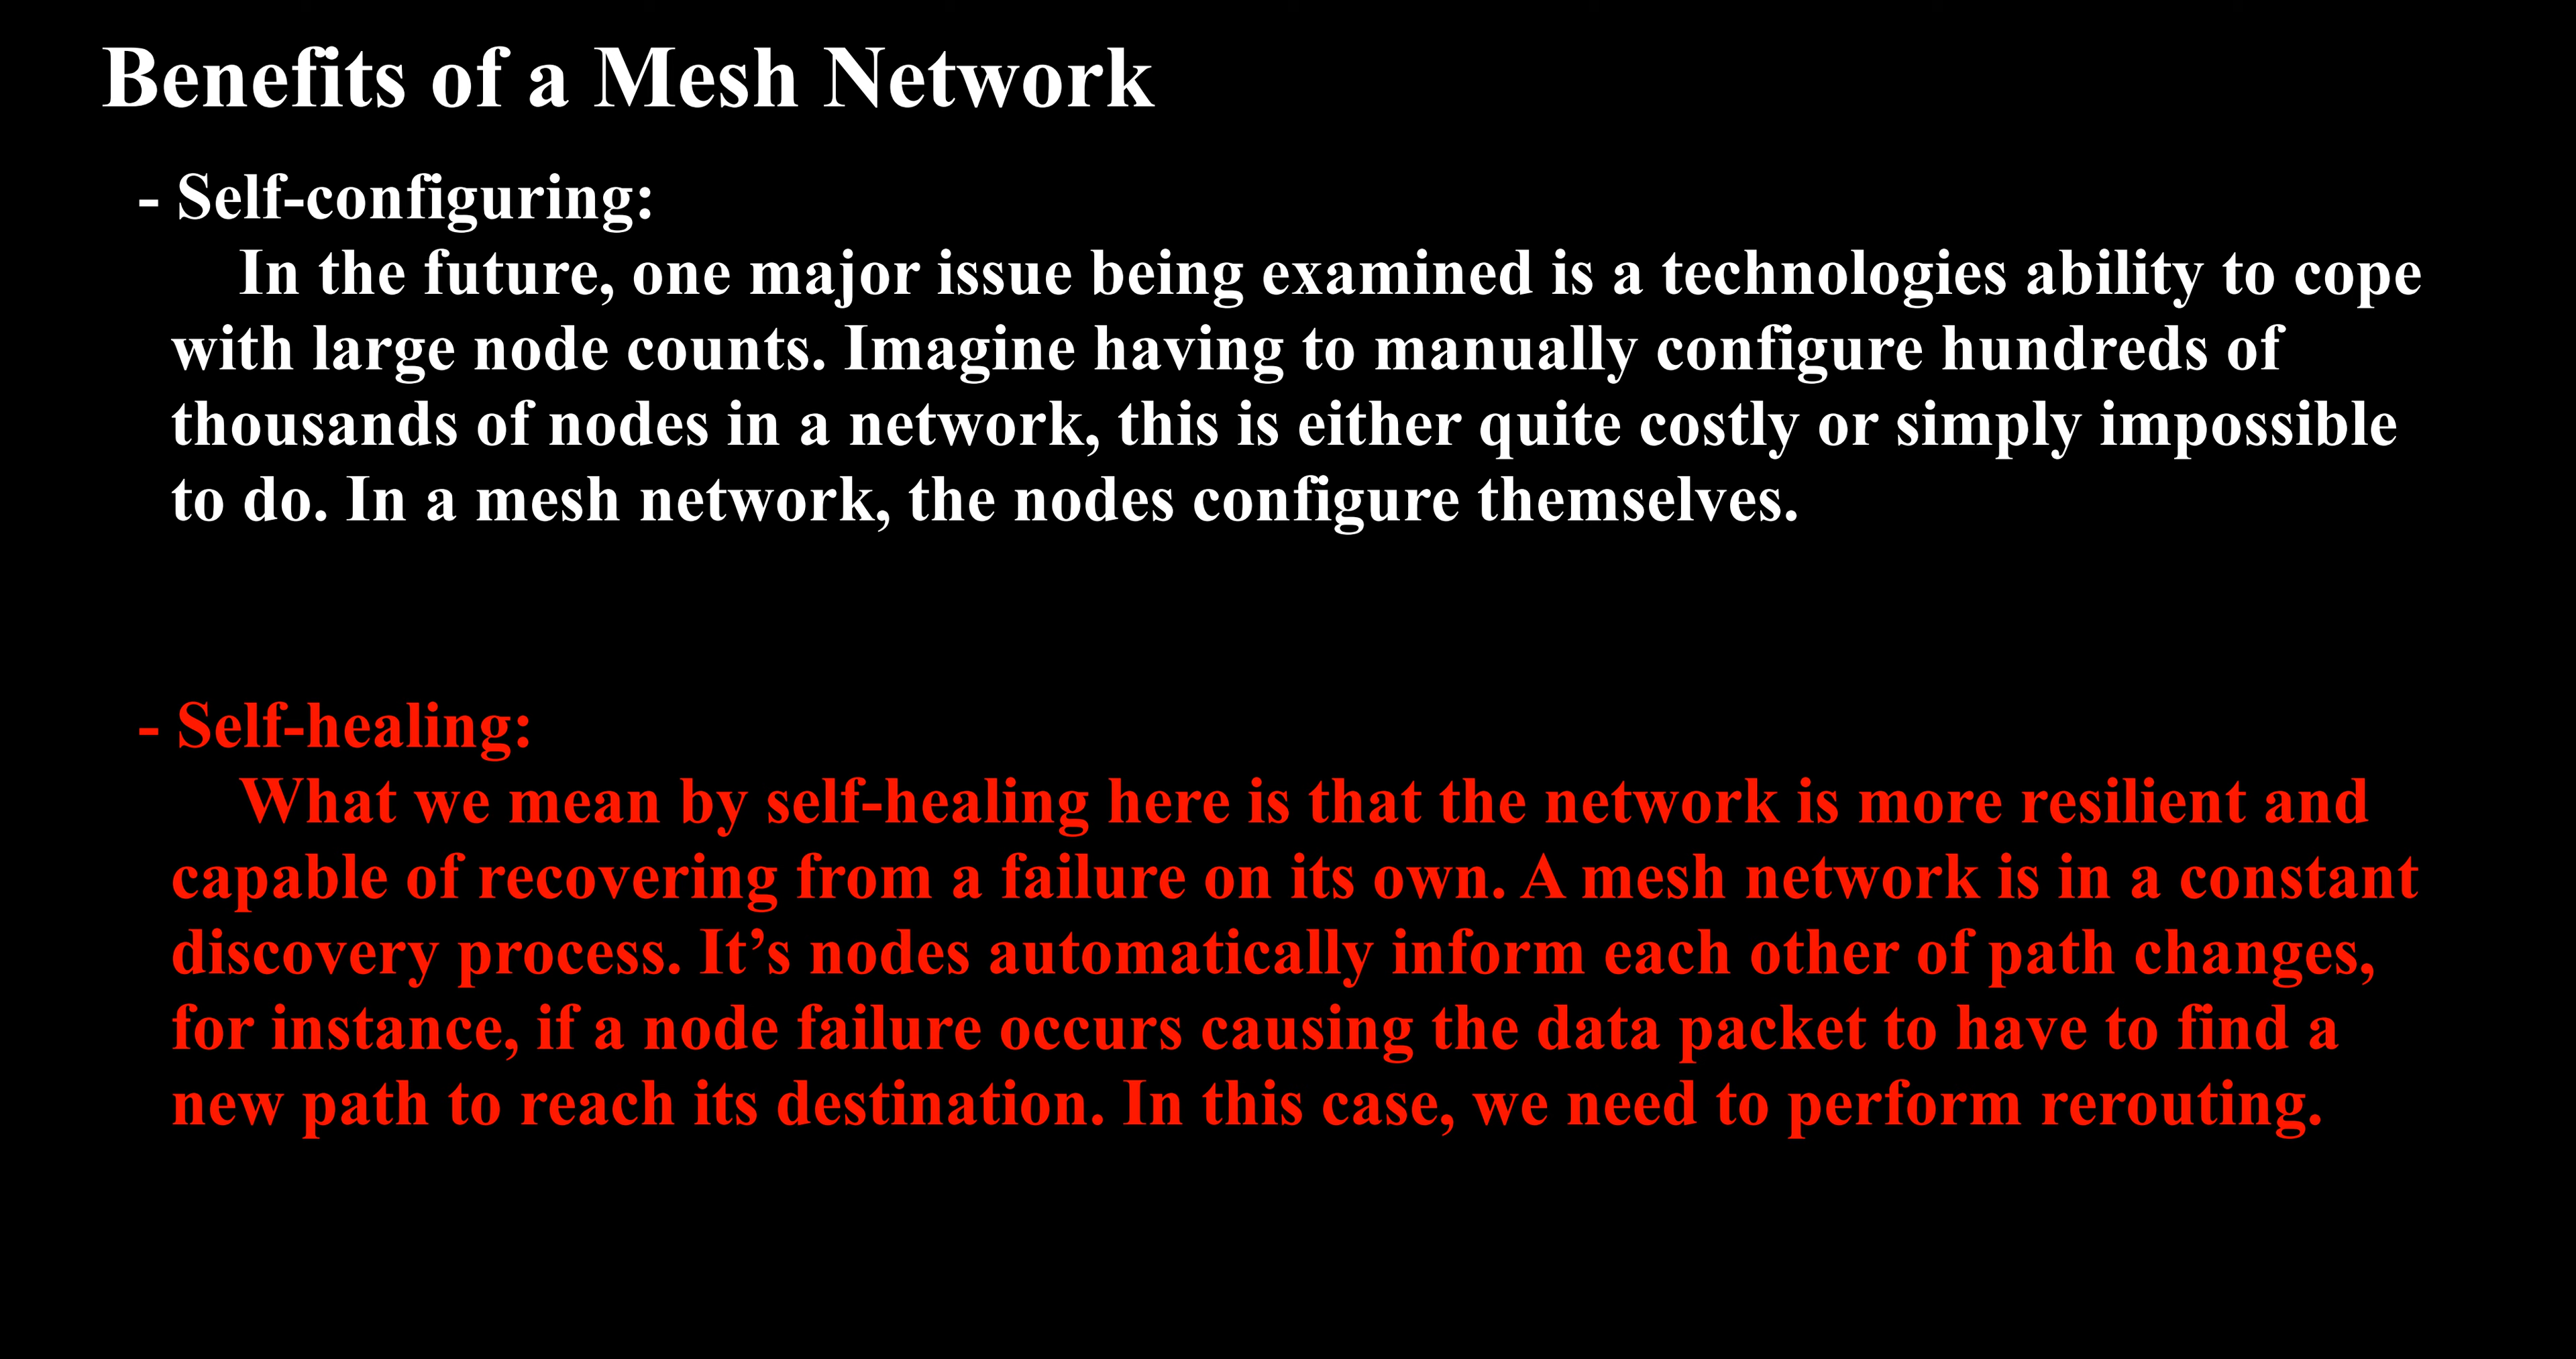 Benefits of a Mesh Network
- Self-configuring:
In the future, one major issue being examined is a technologies ability to cope
with large node counts. Imagine having to manually configure hundreds of
thousands of nodes in a network, this is either quite costly or simply impossible
to do. In a mesh network, the nodes configure themselves.
- Self-healing:
What we mean by self-healing here is that the network is more resilient and
capable of recovering from a failure on its own. A mesh network is in a constant
discovery process. It’s nodes automatically inform each other of path changes,
for instance, if a node failure occurs causing the data packet to have to find a
new path to reach its destination. In this case, we need to perform rerouting.